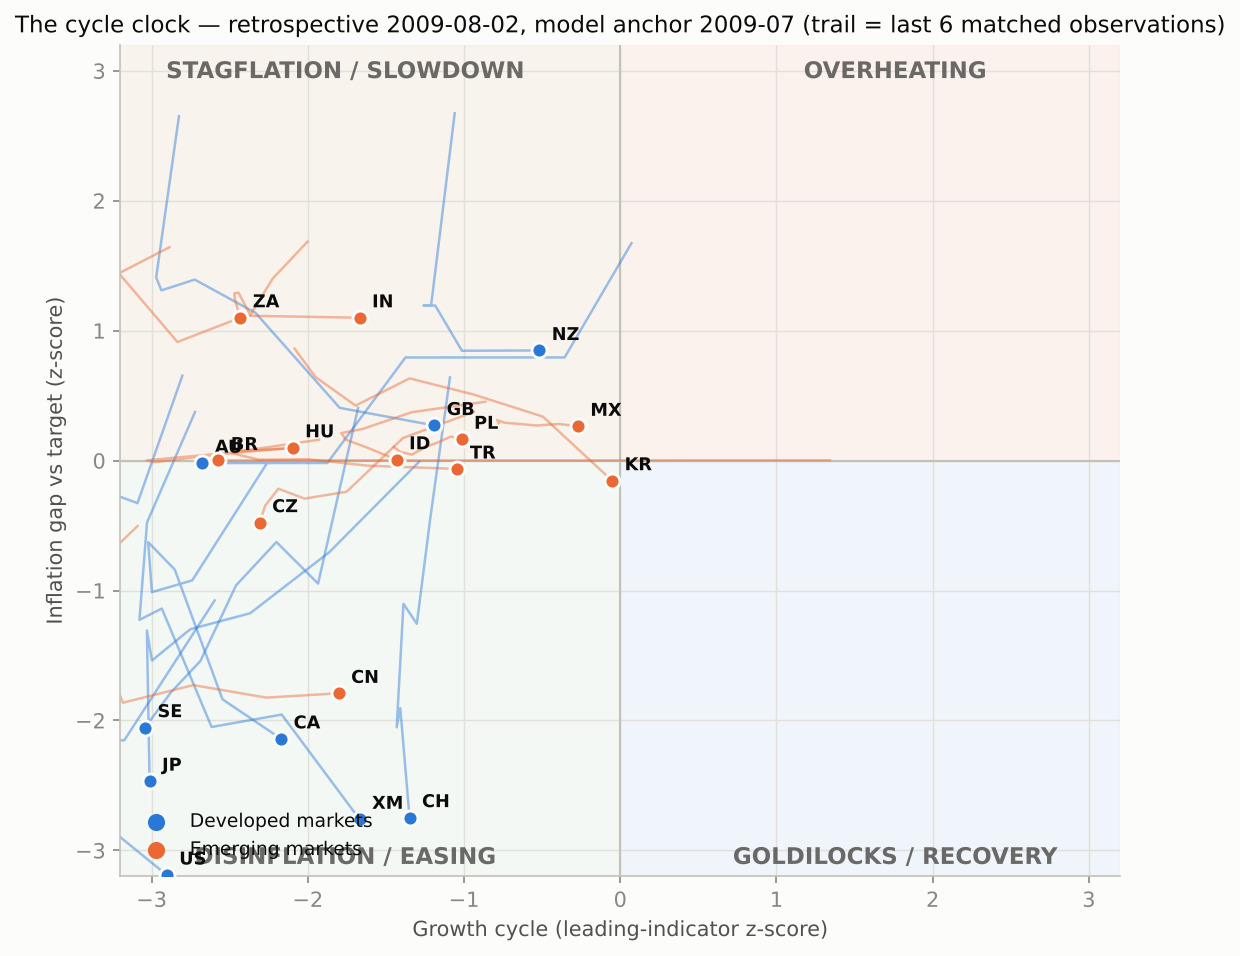 The cycle clock — retrospective 2009-08-02, model anchor 2009-07 (trail = last 6 matched observations)
STAGFLATION / SLOWDOWN
OVERHEATING
3
2
1
0
−1
−2
−3
Inflation gap vs target (z-score)
ZA
IN
NZ
GB
MX
PL
HU
AU
BR
ID
TR
KR
CZ
CN
SE
CA
JP
XM
CH
US
Developed markets
Emerging markets
DISINFLATION / EASING
GOLDILOCKS / RECOVERY
−3
−2
−1
0
1
2
3
Growth cycle (leading-indicator z-score)